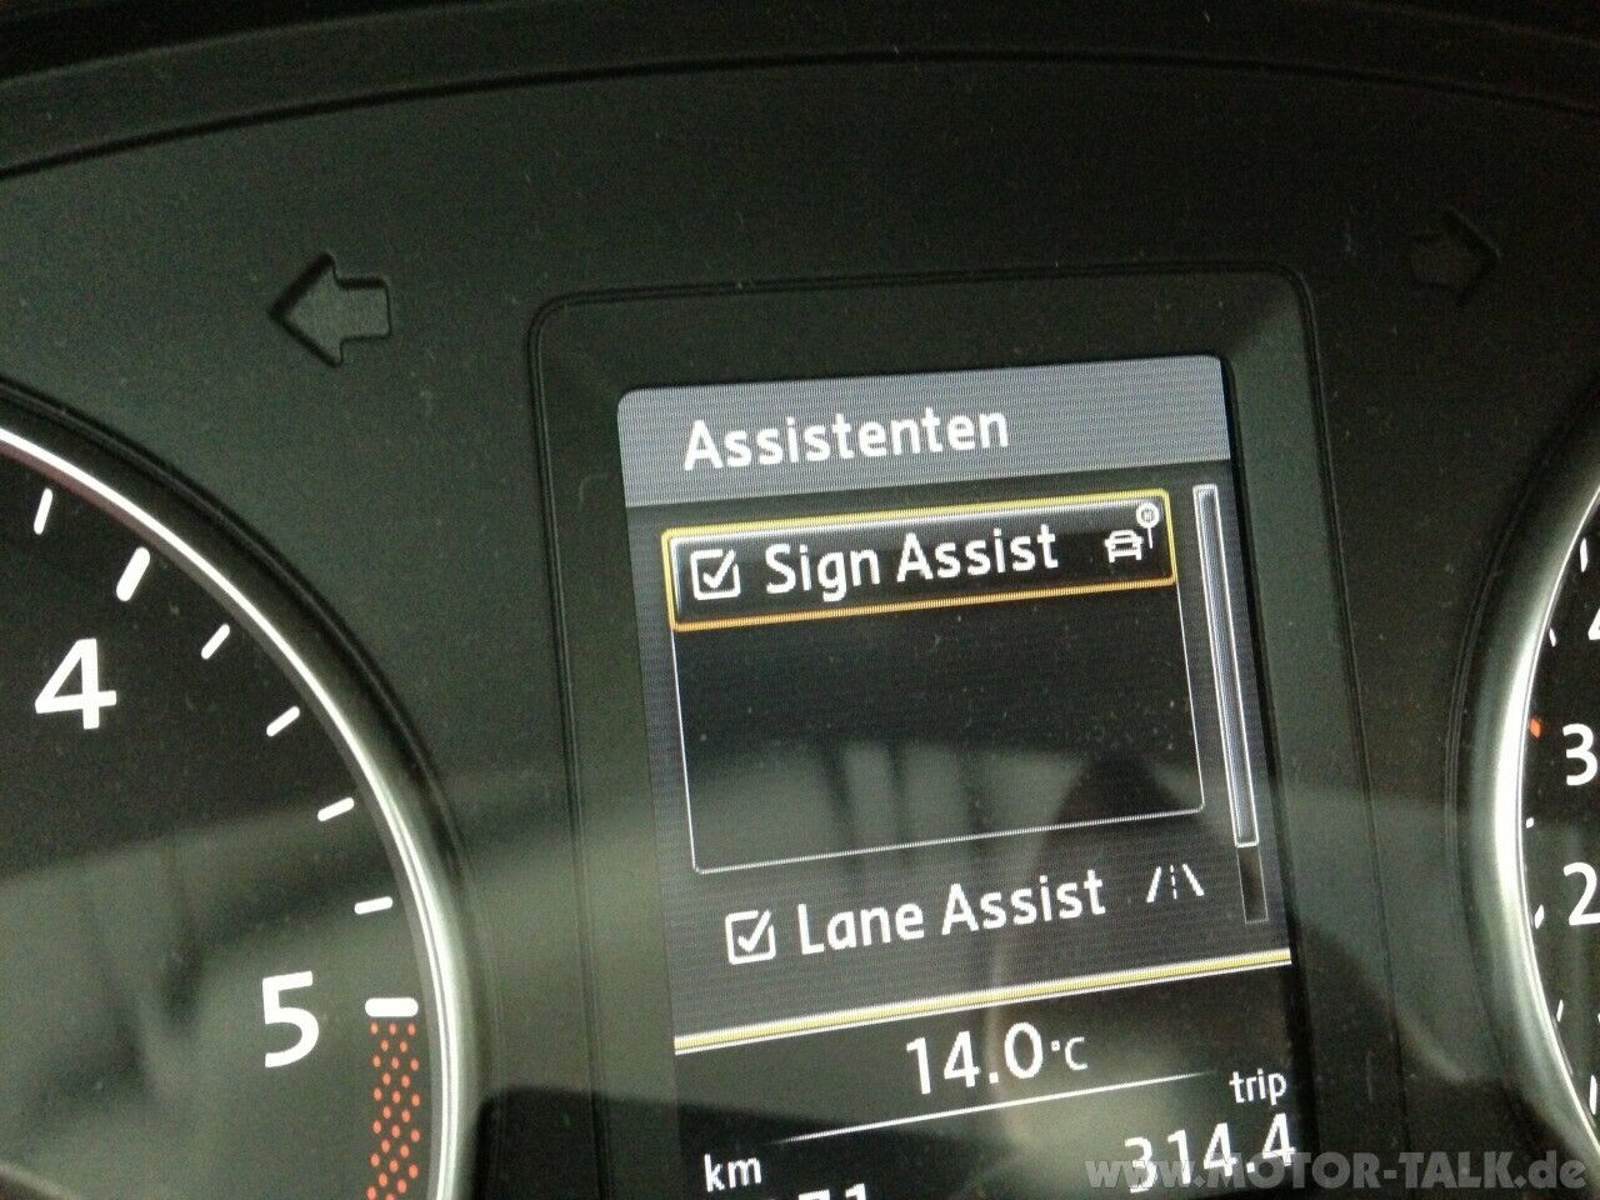 Assistenten
Sign Assist
4
Lane Assist
3
2
5
14.0°C
trip
km
314.4
www.MOTOR-TALK.de